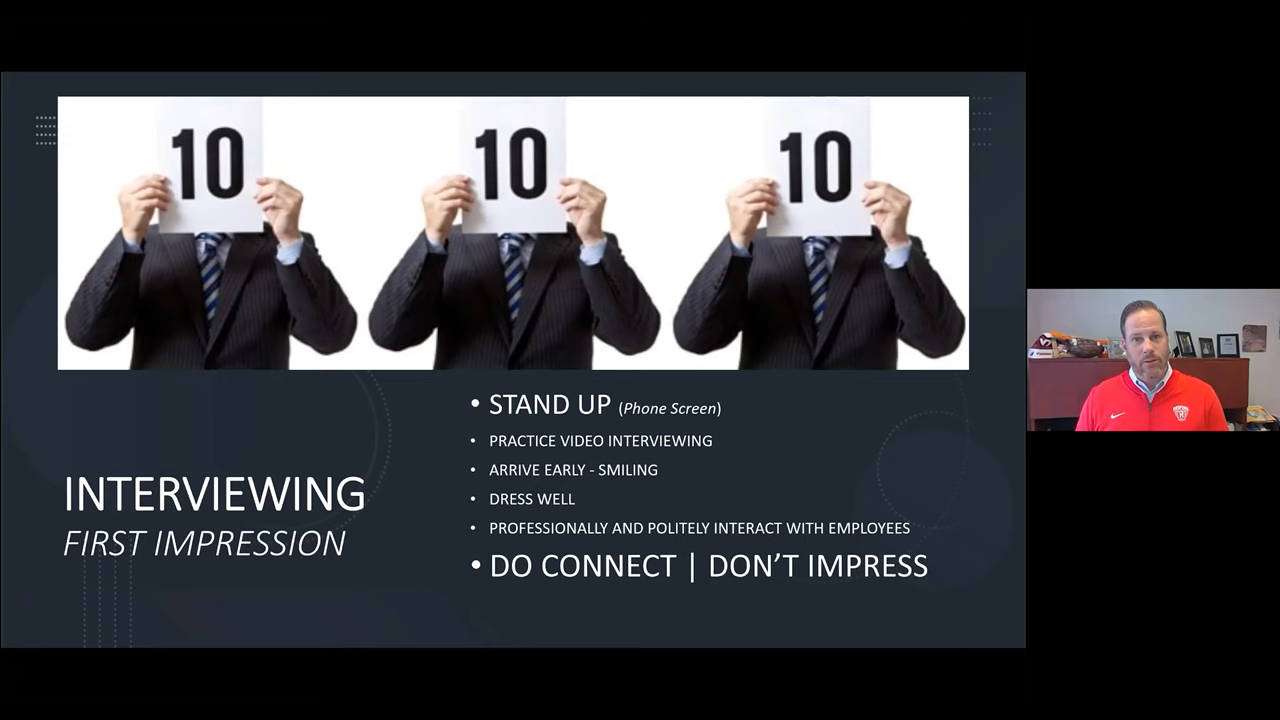 10 10 10
• STAND UP (Phone Screen)
• PRACTICE VIDEO INTERVIEWING
• ARRIVE EARLY - SMILING
• DRESS WELL
• PROFESSIONALLY AND POLITELY INTERACT WITH EMPLOYEES
• DO CONNECT | DON’T IMPRESS
INTERVIEWING
FIRST IMPRESSION